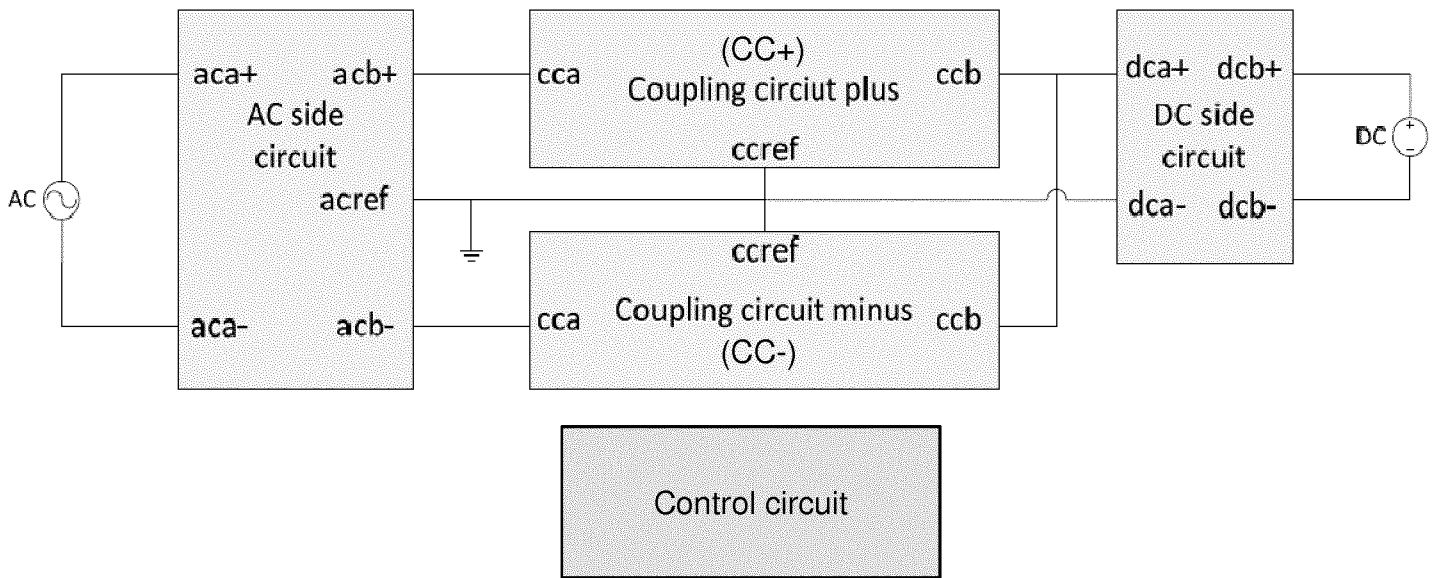 (CC+)
aca+ acb+ cca Coupling circiut plus ccb dca+ dcb+
AC side circuit
DC side circuit
ccref
AC
DC
+
−
acref
dca- dcb-
ccref
aca- acb- cca Coupling circuit minus ccb
(CC-)
Control circuit